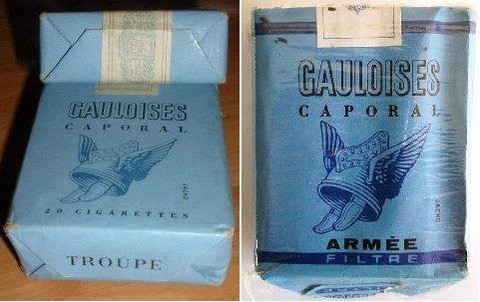 GAULOISES
CAPORAL
20 CIGARETTES
TROUPE
GAULOISES
CAPORAL
ARMÉE
FILTRE